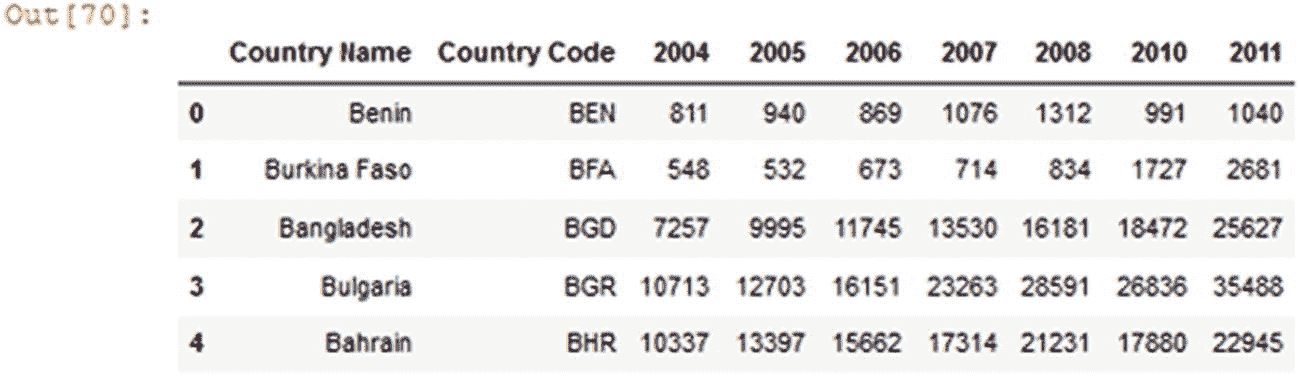 Out[70]:
Country Name Country Code 2004 2005 2006 2007 2008 2010 2011
0 Benin BEN 811 940 869 1076 1312 991 1040
1 Burkina Faso BFA 548 532 673 714 834 1727 2681
2 Bangladesh BGD 7257 9995 11745 13530 16181 18472 25627
3 Bulgaria BGR 10713 12703 16151 23263 28591 26836 35488
4 Bahrain BHR 10337 13397 15662 17314 21231 17880 22945